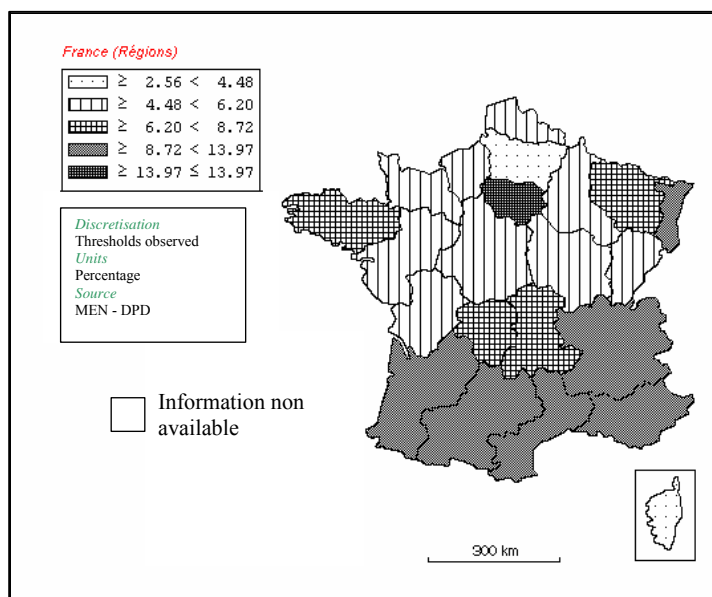 France (Régions)
≥ 2.56 < 4.48
≥ 4.48 < 6.20
≥ 6.20 < 8.72
≥ 8.72 < 13.97
≥ 13.97 ≤ 13.97
Discretisation
Thresholds observed
Units
Percentage
Source
MEN - DPD
Information non
available
300 km